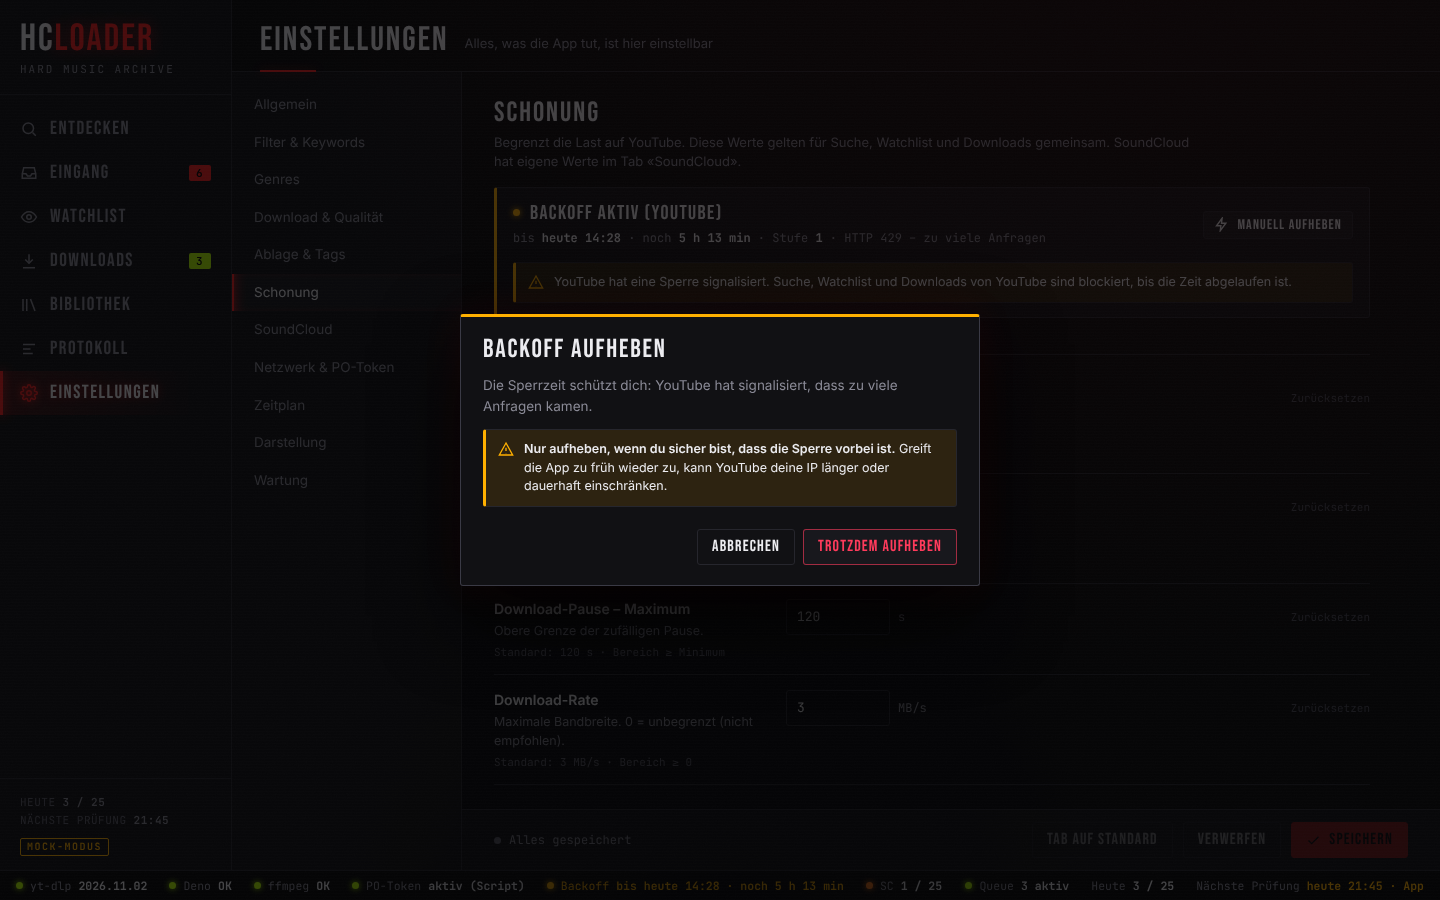 HCLOADER
HARD MUSIC ARCHIVE
ENTDECKEN
EINGANG 6
WATCHLIST
DOWNLOADS 3
BIBLIOTHEK
PROTOKOLL
EINSTELLUNGEN
HEUTE 3 / 25
NÄCHSTE PRÜFUNG 21:45
MOCK-MODUS
EINSTELLUNGEN Alles, was die App tut, ist hier einstellbar
Allgemein
Filter & Keywords
Genres
Download & Qualität
Ablage & Tags
Schonung
SoundCloud
Netzwerk & PO-Token
Zeitplan
Darstellung
Wartung
SCHONUNG
Begrenzt die Last auf YouTube. Diese Werte gelten für Suche, Watchlist und Downloads gemeinsam. SoundCloud
hat eigene Werte im Tab «SoundCloud».
BACKOFF AKTIV (YOUTUBE)
bis heute 14:28 · noch 5 h 13 min · Stufe 1 · HTTP 429 – zu viele Anfragen
MANUELL AUFHEBEN
YouTube hat eine Sperre signalisiert. Suche, Watchlist und Downloads von YouTube sind blockiert, bis die Zeit abgelaufen ist.
BACKOFF AUFHEBEN
Die Sperrzeit schützt dich: YouTube hat signalisiert, dass zu viele
Anfragen kamen.
Nur aufheben, wenn du sicher bist, dass die Sperre vorbei ist. Greift
die App zu früh wieder zu, kann YouTube deine IP länger oder
dauerhaft einschränken.
ABBRECHEN
TROTZDEM AUFHEBEN
Zurücksetzen
Zurücksetzen
Download-Pause – Maximum
Obere Grenze der zufälligen Pause.
Standard: 120 s · Bereich ≥ Minimum
120 s
Zurücksetzen
Download-Rate
Maximale Bandbreite. 0 = unbegrenzt (nicht
empfohlen).
Standard: 3 MB/s · Bereich ≥ 0
3 MB/s
Zurücksetzen
Alles gespeichert
TAB AUF STANDARD
VERWERFEN
SPEICHERN
yt-dlp 2026.11.02
Deno OK
ffmpeg OK
PO-Token aktiv (Script)
Backoff bis heute 14:28 · noch 5 h 13 min
SC 1 / 25
Queue 3 aktiv
Heute 3 / 25
Nächste Prüfung heute 21:45 · App